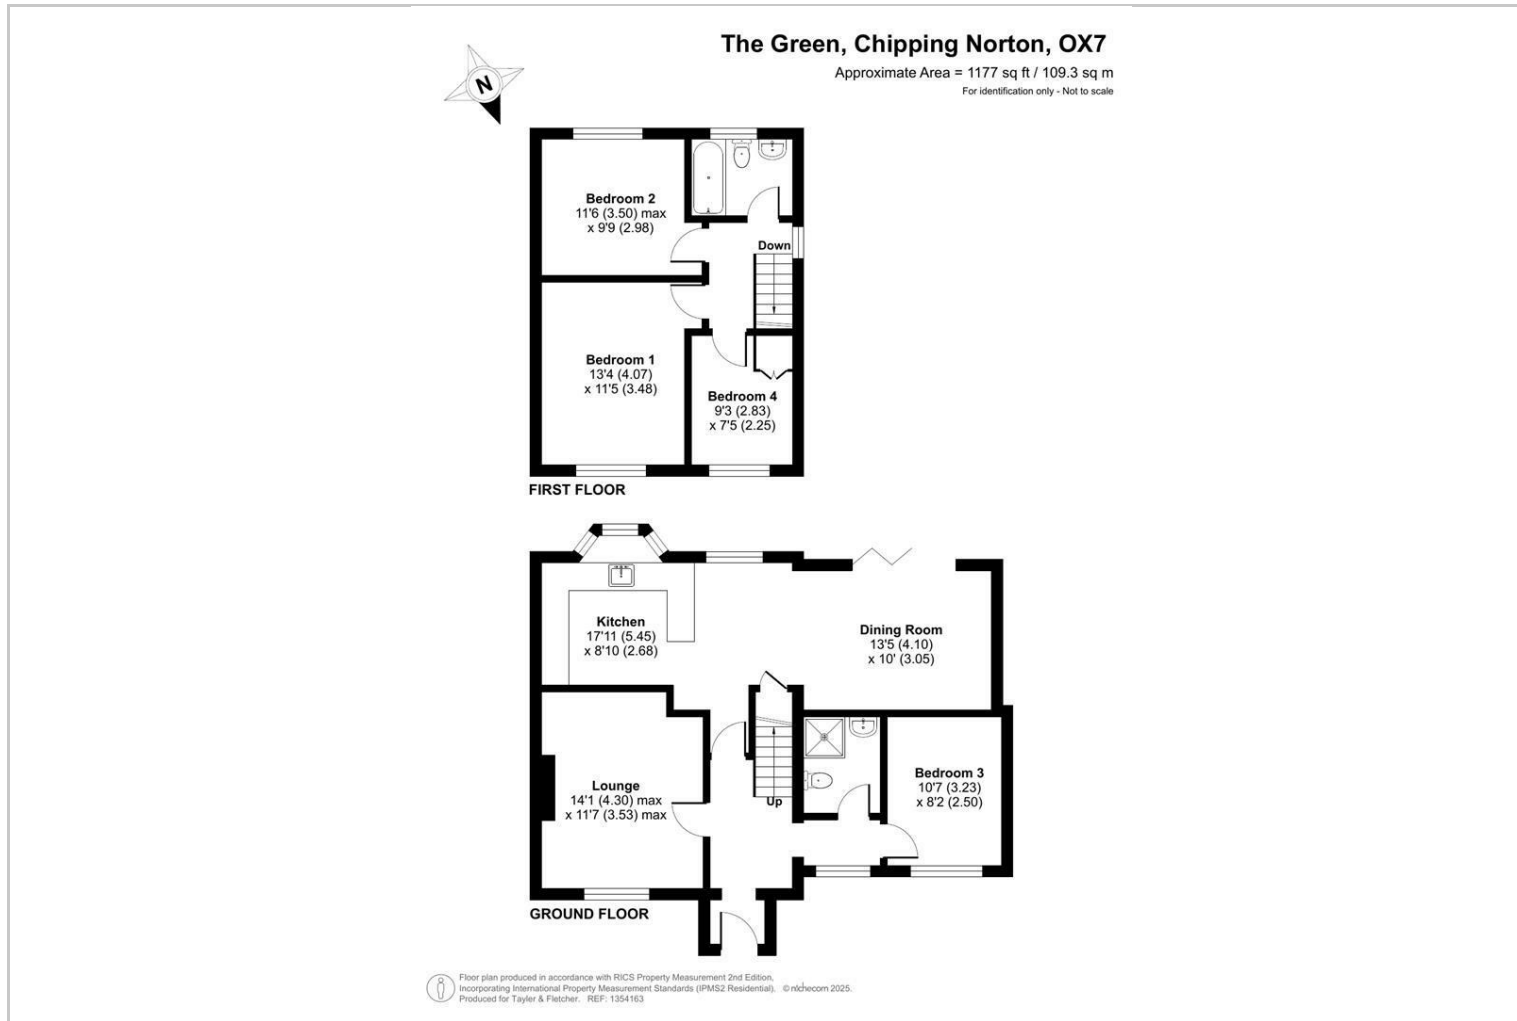 The Green, Chipping Norton, OX7
Approximate Area = 1177 sq ft / 109.3 sq m
For identification only - Not to scale
N
Bedroom 2
11'6 (3.50) max
x 9'9 (2.98)
Down
Bedroom 1
13'4 (4.07)
x 11'5 (3.48)
Bedroom 4
9'3 (2.83)
x 7'5 (2.25)
FIRST FLOOR
Kitchen
17'11 (5.45)
x 8'10 (2.68)
Dining Room
13'5 (4.10)
x 10' (3.05)
Lounge
14'1 (4.30) max
x 11'7 (3.53) max
Up
Bedroom 3
10'7 (3.23)
x 8'2 (2.50)
GROUND FLOOR
Floor plan produced in accordance with RICS Property Measurement 2nd Edition.
Incorporating International Property Measurement Standards (IPMS2 Residential). © nichecom 2025.
Produced for Tayler & Fletcher. REF: 1354163